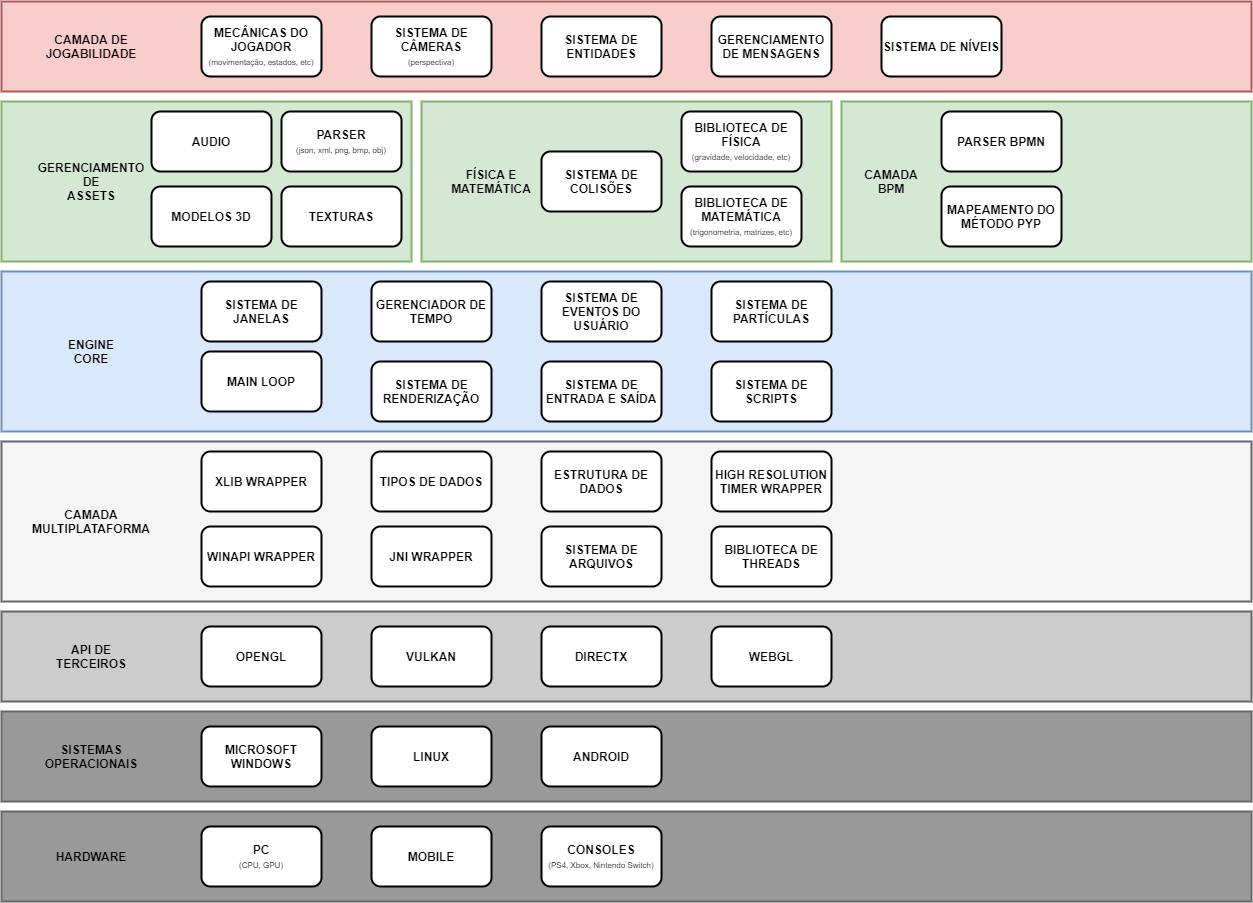 CAMADA DE
JOGABILIDADE
MECÂNICAS DO
JOGADOR
(movimentação, estados, etc)
SISTEMA DE
CÂMERAS
(perspectiva)
SISTEMA DE
ENTIDADES
GERENCIAMENTO
DE MENSAGENS
SISTEMA DE NÍVEIS
GERENCIAMENTO
DE
ASSETS
AUDIO
PARSER
(json, xml, png, bmp, obj)
MODELOS 3D
TEXTURAS
FÍSICA E
MATEMÁTICA
SISTEMA DE
COLISÕES
BIBLIOTECA DE
FÍSICA
(gravidade, velocidade, etc)
BIBLIOTECA DE
MATEMÁTICA
(trigonometria, matrizes, etc)
CAMADA
BPM
PARSER BPMN
MAPEAMENTO DO
MÉTODO PYP
ENGINE
CORE
SISTEMA DE
JANELAS
GERENCIADOR DE
TEMPO
SISTEMA DE
EVENTOS DO
USUÁRIO
SISTEMA DE
PARTÍCULAS
MAIN LOOP
SISTEMA DE
RENDERIZAÇÃO
SISTEMA DE
ENTRADA E SAÍDA
SISTEMA DE
SCRIPTS
CAMADA
MULTIPLATAFORMA
XLIB WRAPPER
TIPOS DE DADOS
ESTRUTURA DE
DADOS
HIGH RESOLUTION
TIMER WRAPPER
WINAPI WRAPPER
JNI WRAPPER
SISTEMA DE
ARQUIVOS
BIBLIOTECA DE
THREADS
API DE
TERCEIROS
OPENGL
VULKAN
DIRECTX
WEBGL
SISTEMAS
OPERACIONAIS
MICROSOFT
WINDOWS
LINUX
ANDROID
HARDWARE
PC
(CPU, GPU)
MOBILE
CONSOLES
(PS4, Xbox, Nintendo Switch)